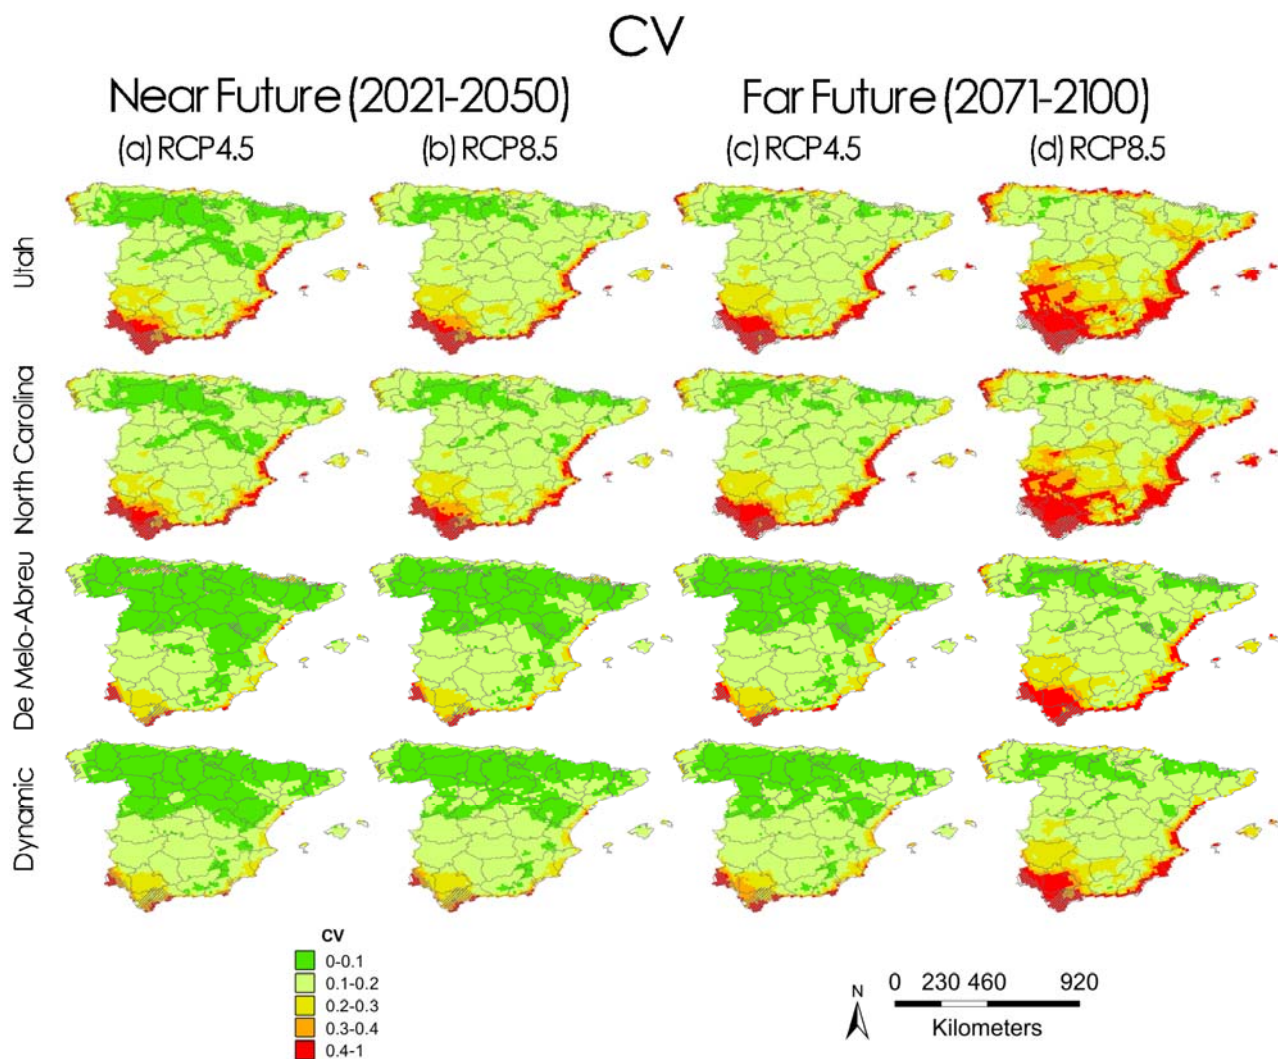 CV
Near Future (2021-2050) Far Future (2071-2100)
(a) RCP4.5 (b) RCP8.5 (c) RCP4.5 (d) RCP8.5
Utah
North Carolina
De Melo-Abreu
Dynamic
CV
0-0.1
0.1-0.2
0.2-0.3
0.3-0.4
0.4-1
N
0 230 460 920
Kilometers